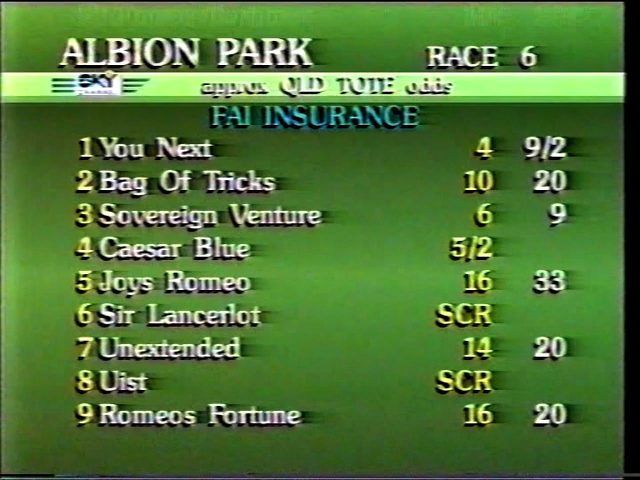 ALBION PARK RACE 6
SKY CHANNEL approx QLD TOTE odds
FAI INSURANCE
1 You Next 4 9/2
2 Bag Of Tricks 10 20
3 Sovereign Venture 6 9
4 Caesar Blue 5/2
5 Joys Romeo 16 33
6 Sir Lancerlot SCR
7 Unextended 14 20
8 Uist SCR
9 Romeos Fortune 16 20